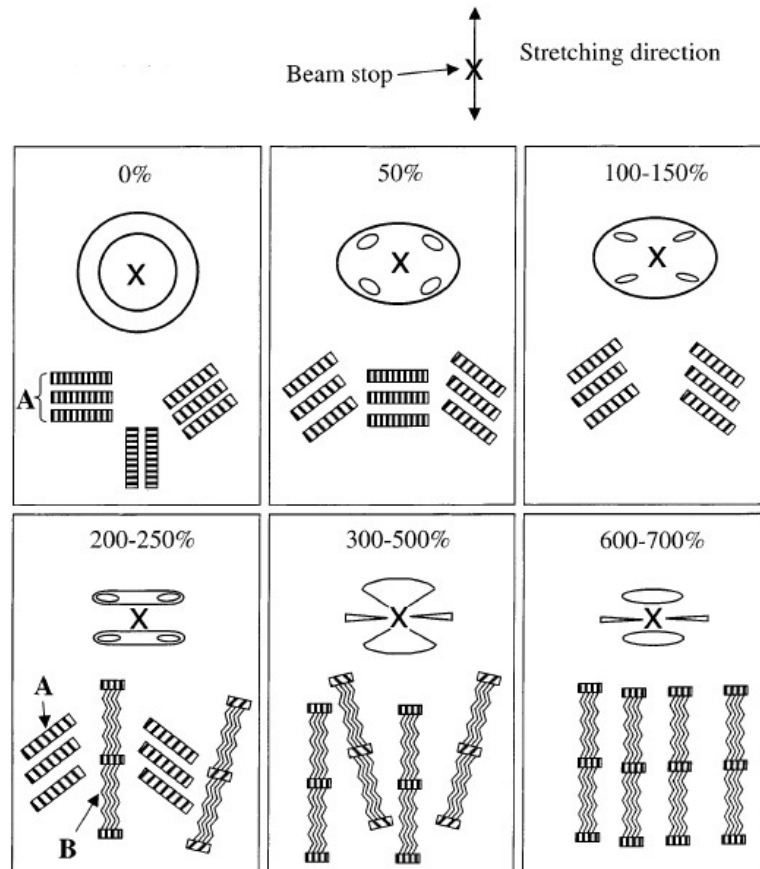 Stretching direction
Beam stop
X
0%
50%
100-150%
X
X
X
A
200-250%
300-500%
600-700%
X
X
X
A
B